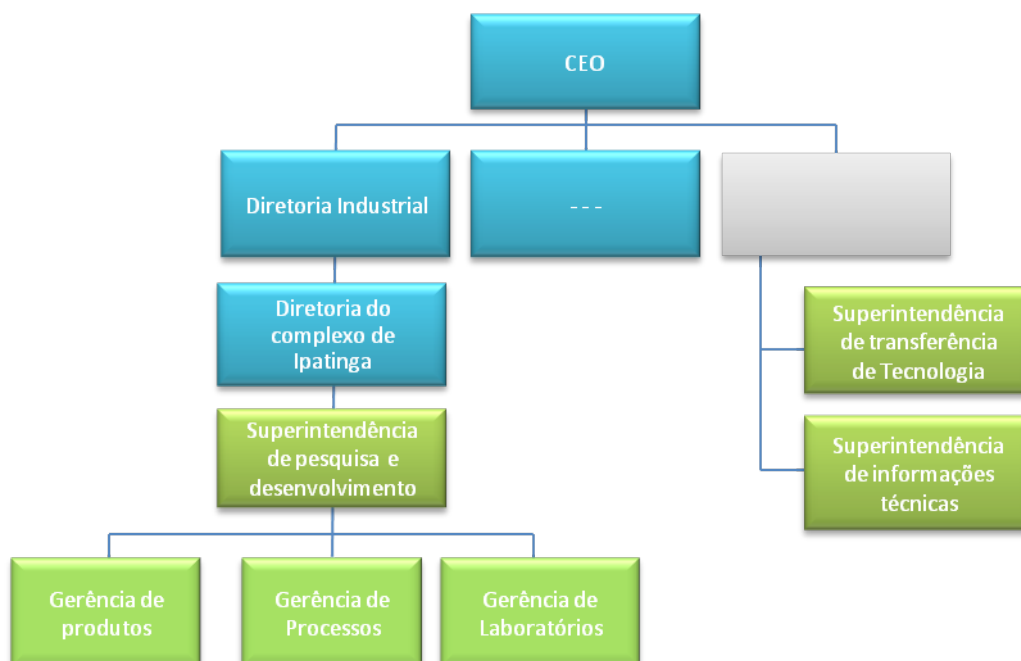 CEO
Diretoria Industrial
- - -
Diretoria do
complexo de
Ipatinga
Superintendência
de transferência
de Tecnologia
Superintendência
de pesquisa e
desenvolvimento
Superintendência
de informações
técnicas
Gerência de
produtos
Gerência de
Processos
Gerência de
Laboratórios